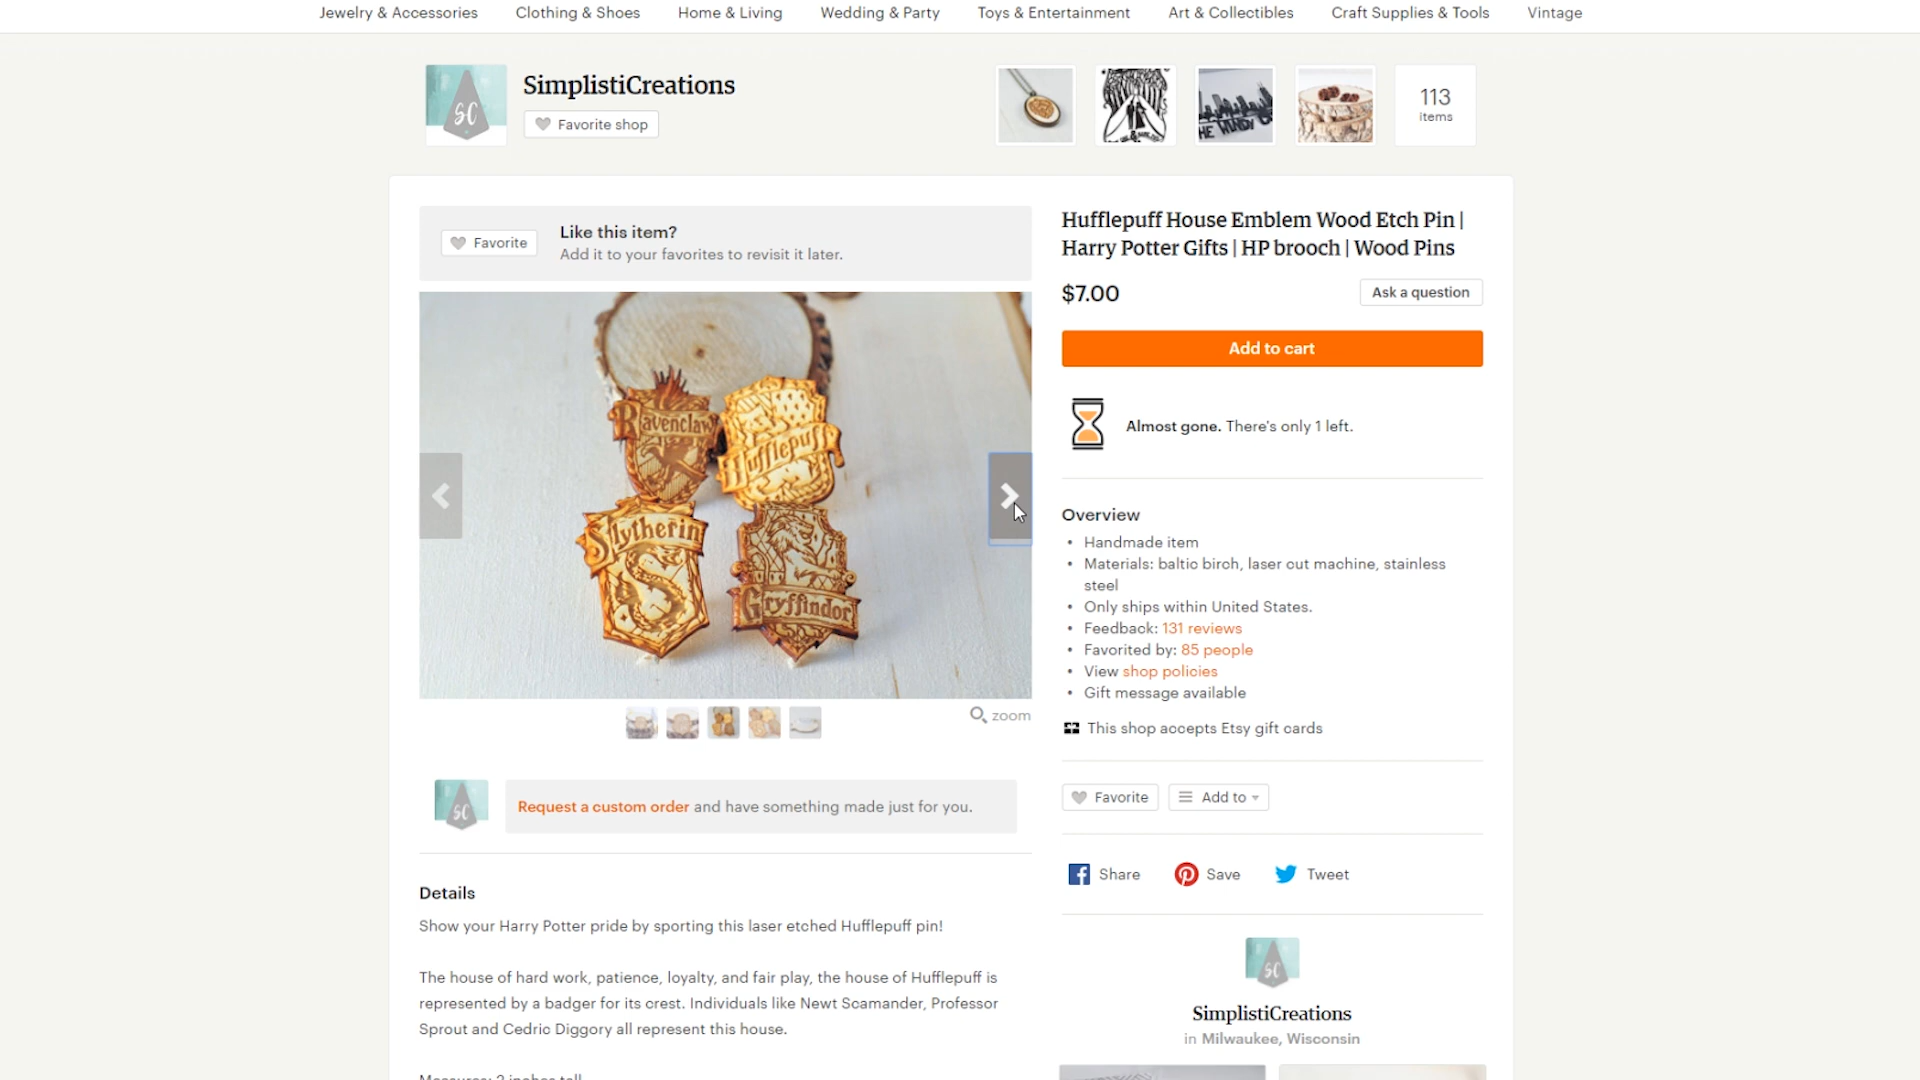 Jewelry & Accessories
Clothing & Shoes
Home & Living
Wedding & Party
Toys & Entertainment
Art & Collectibles
Craft Supplies & Tools
Vintage
SC
SimplistiCreations
Favorite shop
113
items
Favorite
Like this item?
Add it to your favorites to revisit it later.
Ravenclaw
Hufflepuff
Slytherin
Gryffindor
zoom
SC
Request a custom order and have something made just for you.
Details
Show your Harry Potter pride by sporting this laser etched Hufflepuff pin!
The house of hard work, patience, loyalty, and fair play, the house of Hufflepuff is
represented by a badger for its crest. Individuals like Newt Scamander, Professor
Sprout and Cedric Diggory all represent this house.
Measures: 2 inches tall
Hufflepuff House Emblem Wood Etch Pin |
Harry Potter Gifts | HP brooch | Wood Pins
$7.00
Ask a question
Add to cart
Almost gone. There's only 1 left.
Overview
• Handmade item
• Materials: baltic birch, laser cut machine, stainless
steel
• Only ships within United States.
• Feedback: 131 reviews
• Favorited by: 85 people
• View shop policies
• Gift message available
This shop accepts Etsy gift cards
Favorite
Add to
Share
Save
Tweet
SC
SimplistiCreations
in Milwaukee, Wisconsin